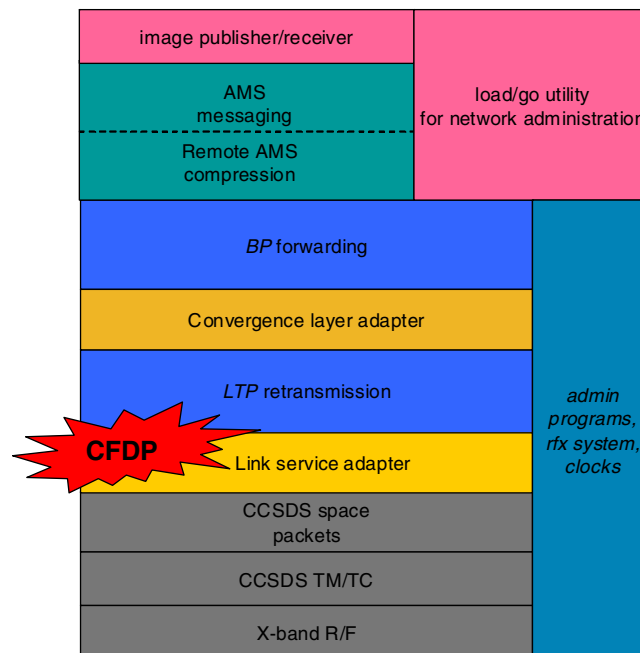 image publisher/receiver
load/go utility
for network administration
AMS
messaging
Remote AMS
compression
BP forwarding
Convergence layer adapter
LTP retransmission
admin
programs,
rfx system,
clocks
CFDP
Link service adapter
CCSDS space
packets
CCSDS TM/TC
X-band R/F